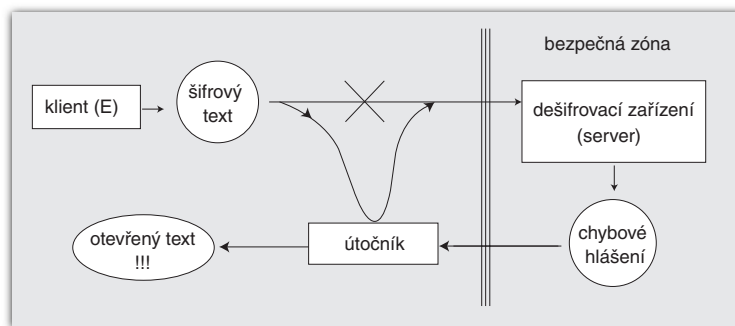 bezpečná zóna
klient (E)
šifrový
text
dešifrovací zařízení
(server)
otevřený text
!!!
útočník
chybové
hlášení